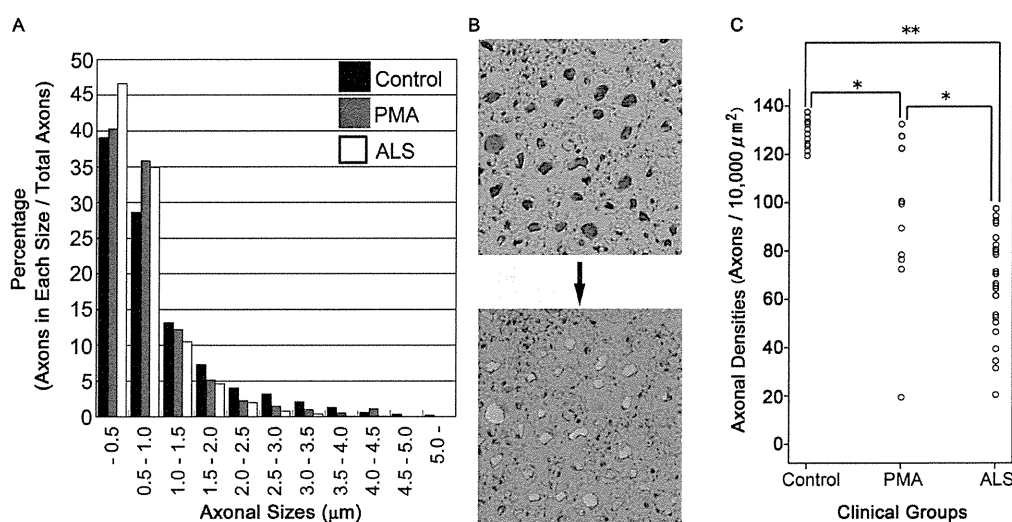 A
Percentage
(Axons in Each Size / Total Axons)
50
45
40
35
30
25
20
15
10
5
0
Control
PMA
ALS
- 0.5
0.5 - 1.0
1.0 - 1.5
1.5 - 2.0
2.0 - 2.5
2.5 - 3.0
3.0 - 3.5
3.5 - 4.0
4.0 - 4.5
4.5 - 5.0
5.0 -
Axonal Sizes (μm)
B
C
**
*
*
Axonal Densities (Axons / 10,000 μm²)
140
120
100
80
60
40
20
0
Control PMA ALS
Clinical Groups